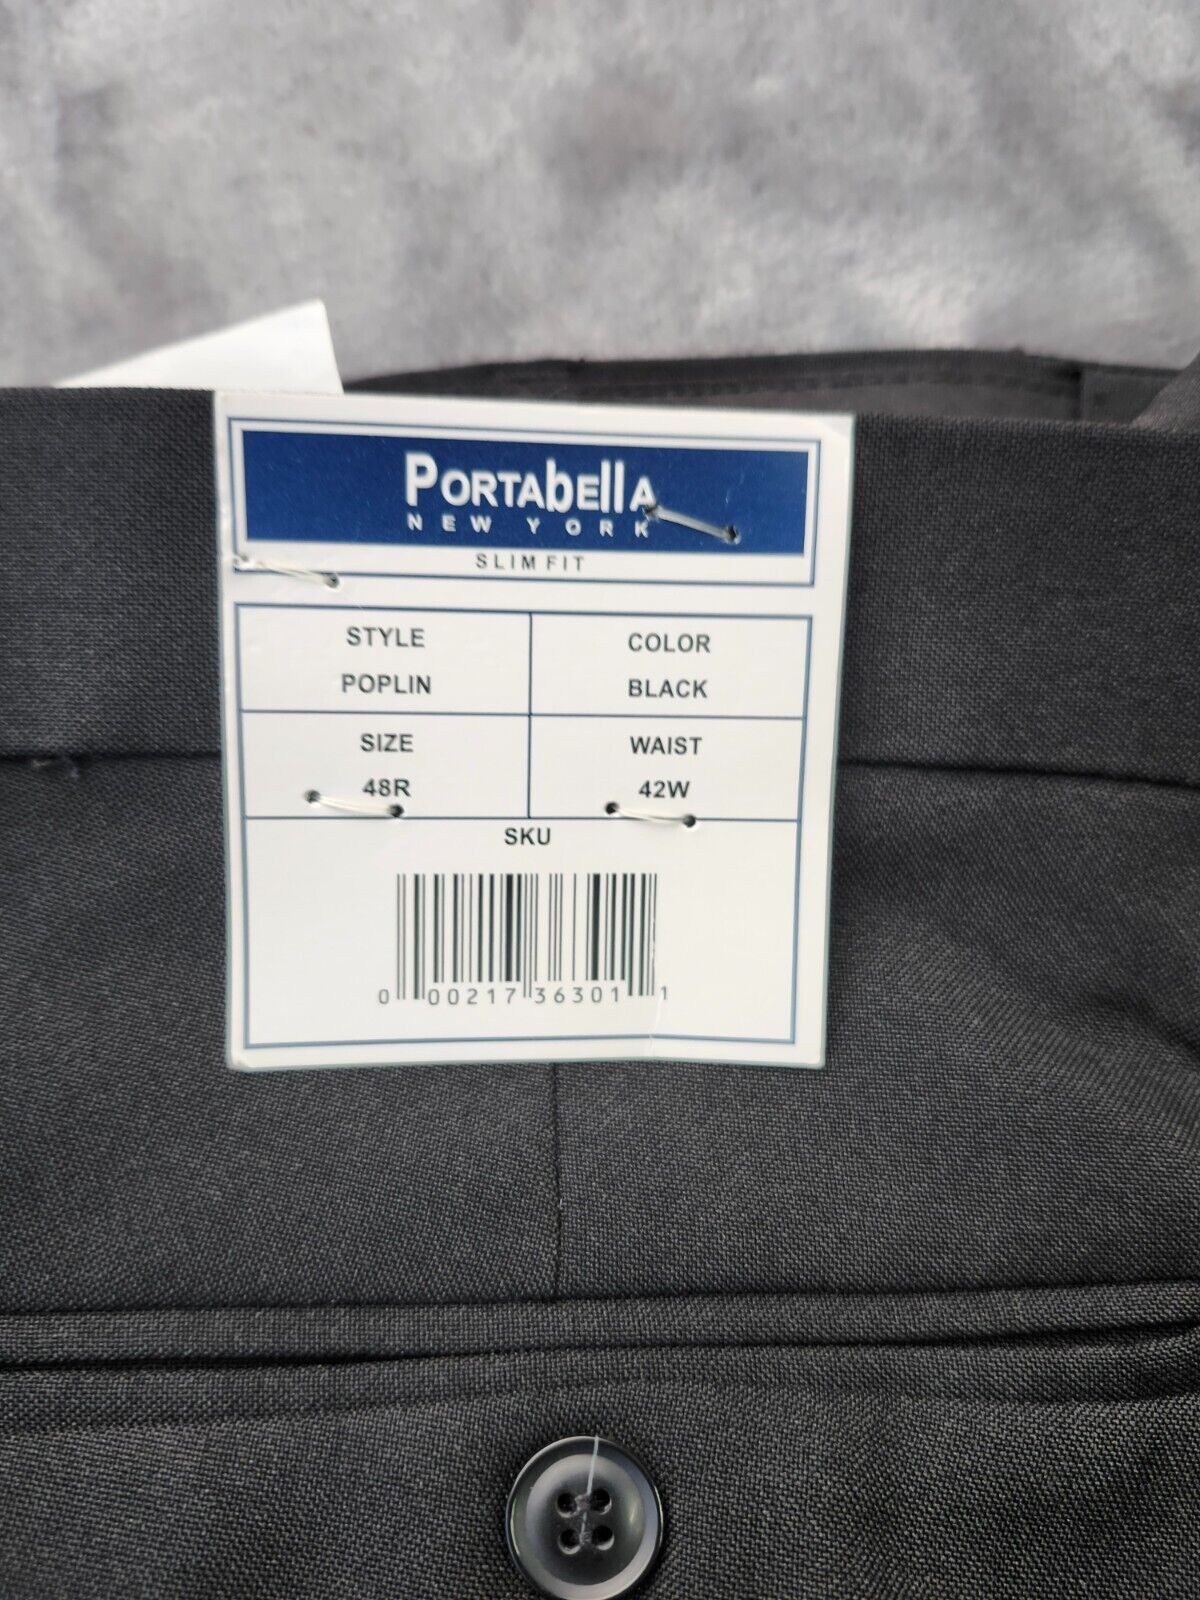 PORTAbEllA
NEW YORK
SLIM FIT
STYLE
POPLIN
COLOR
BLACK
SIZE
48R
WAIST
42W
SKU
0 00217 36301 1